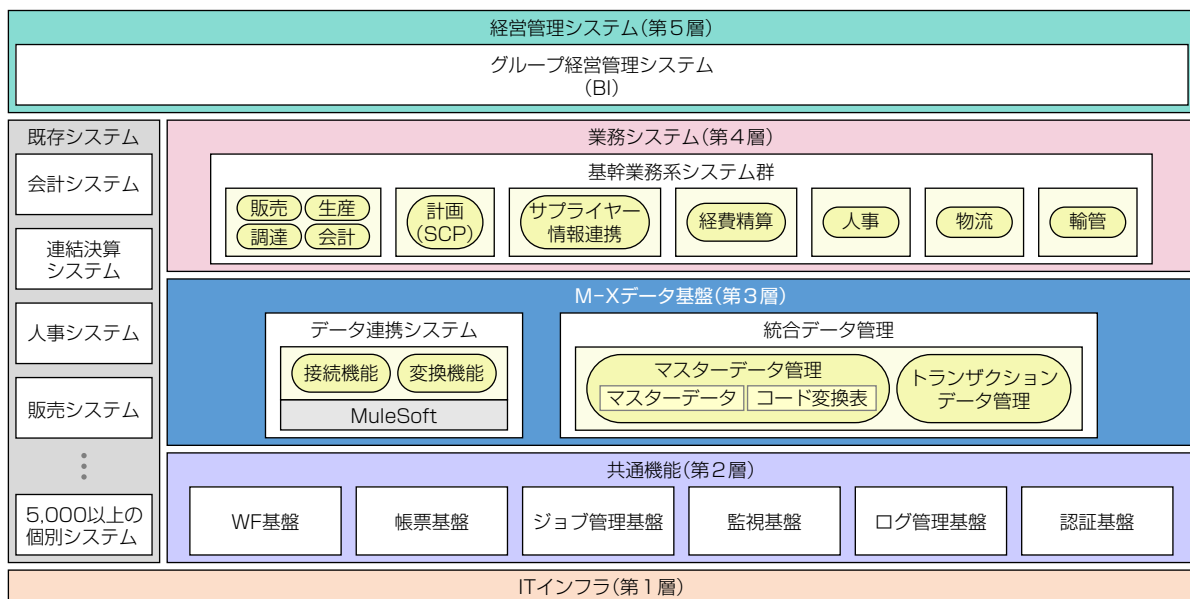 経営管理システム(第5層)
グループ経営管理システム
(BI)
既存システム
会計システム
連結決算
システム
人事システム
販売システム
5,000以上の
個別システム
業務システム(第4層)
基幹業務系システム群
販売 生産
調達 会計
計画
(SCP)
サプライヤー
情報連携
経費精算
人事
物流
輸管
M-Xデータ基盤(第3層)
データ連携システム
接続機能 変換機能
MuleSoft
統合データ管理
マスターデータ管理
マスターデータ コード変換表
トランザクション
データ管理
共通機能(第2層)
WF基盤
帳票基盤
ジョブ管理基盤
監視基盤
ログ管理基盤
認証基盤
ITインフラ(第1層)